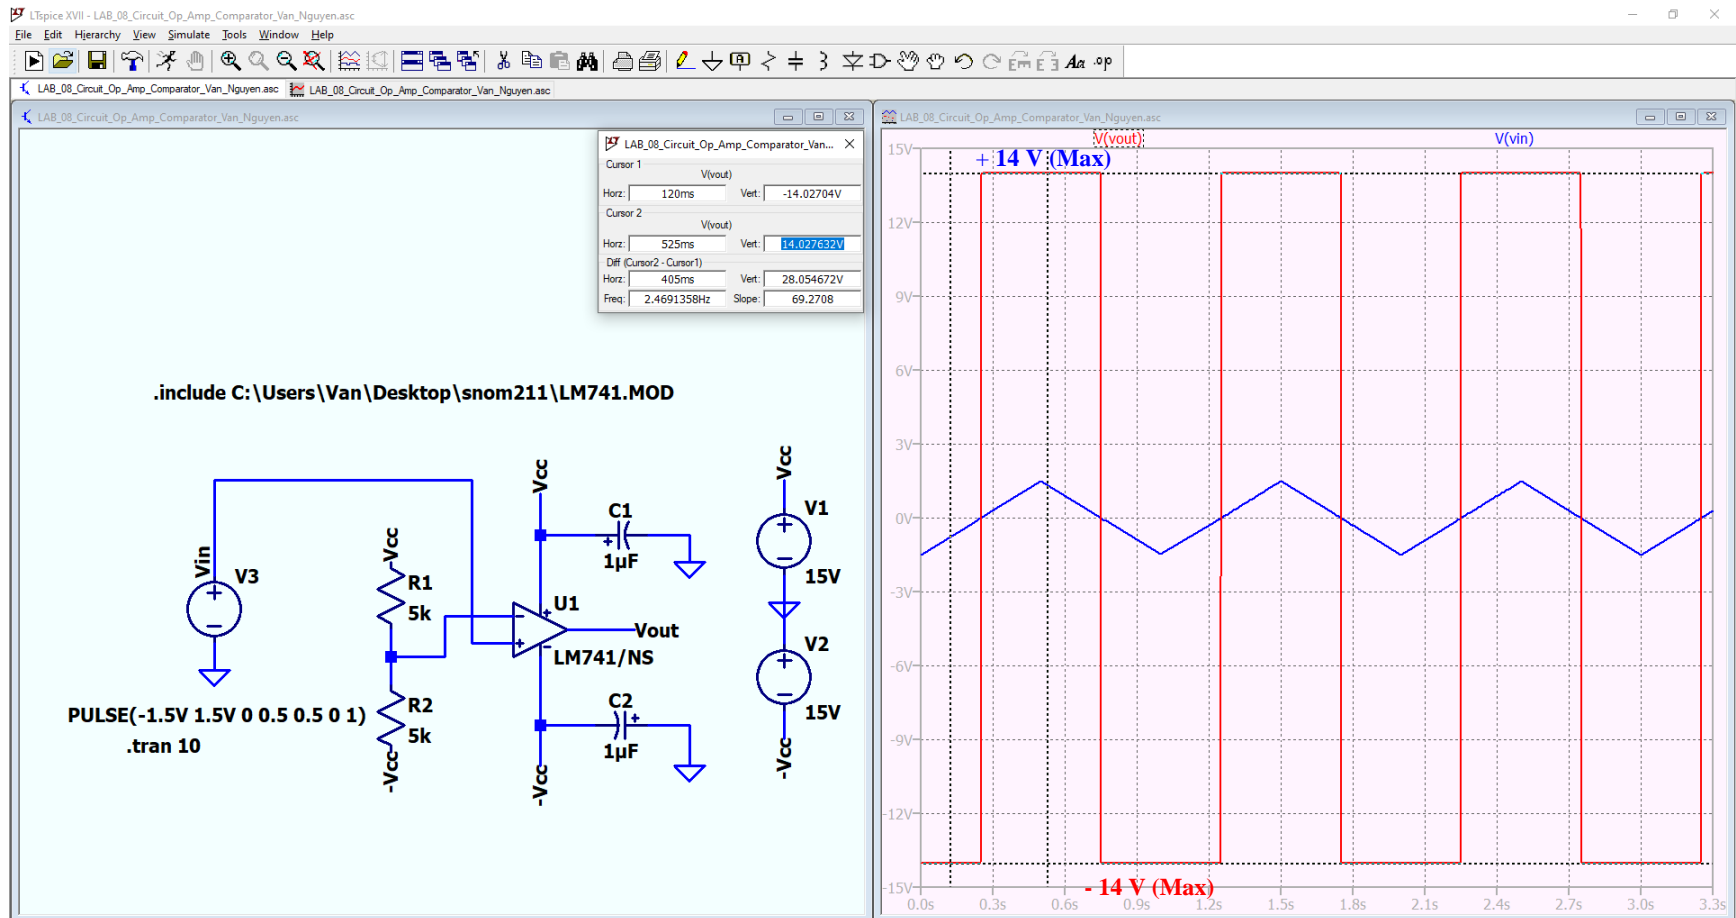 LTspice XVII - LAB_08_Circuit_Op_Amp_Comparator_Van_Nguyen.asc
File Edit Hierarchy View Simulate Tools Window Help
.op
LAB_08_Circuit_Op_Amp_Comparator_Van_Nguyen.asc LAB_08_Circuit_Op_Amp_Comparator_Van_Nguyen.asc
LAB_08_Circuit_Op_Amp_Comparator_Van_Nguyen.asc
LAB_08_Circuit_Op_Amp_Comparator_Van...
Cursor 1
V(vout)
Horz: 120ms Vert: -14.02704V
Cursor 2
V(vout)
Horz: 525ms Vert: 14.027632V
Diff (Cursor2 - Cursor1)
Horz: 405ms Vert: 28.054672V
Freq: 2.4691358Hz Slope: 69.2708
.include C:\Users\Van\Desktop\snom211\LM741.MOD
Vin
V3
PULSE(-1.5V 1.5V 0 0.5 0.5 0 1)
.tran 10
Vcc
R1
5k
R2
5k
-Vcc
Vcc
C1
1µF
U1
Vout
LM741/NS
C2
1µF
-Vcc
Vcc
V1
15V
V2
15V
-Vcc
LAB_08_Circuit_Op_Amp_Comparator_Van_Nguyen.asc
V(vout) V(vin)
+ 14 V (Max)
15V
12V
9V
6V
3V
0V
-3V
-6V
-9V
-12V
-15V
- 14 V (Max)
0.0s 0.3s 0.6s 0.9s 1.2s 1.5s 1.8s 2.1s 2.4s 2.7s 3.0s 3.3s